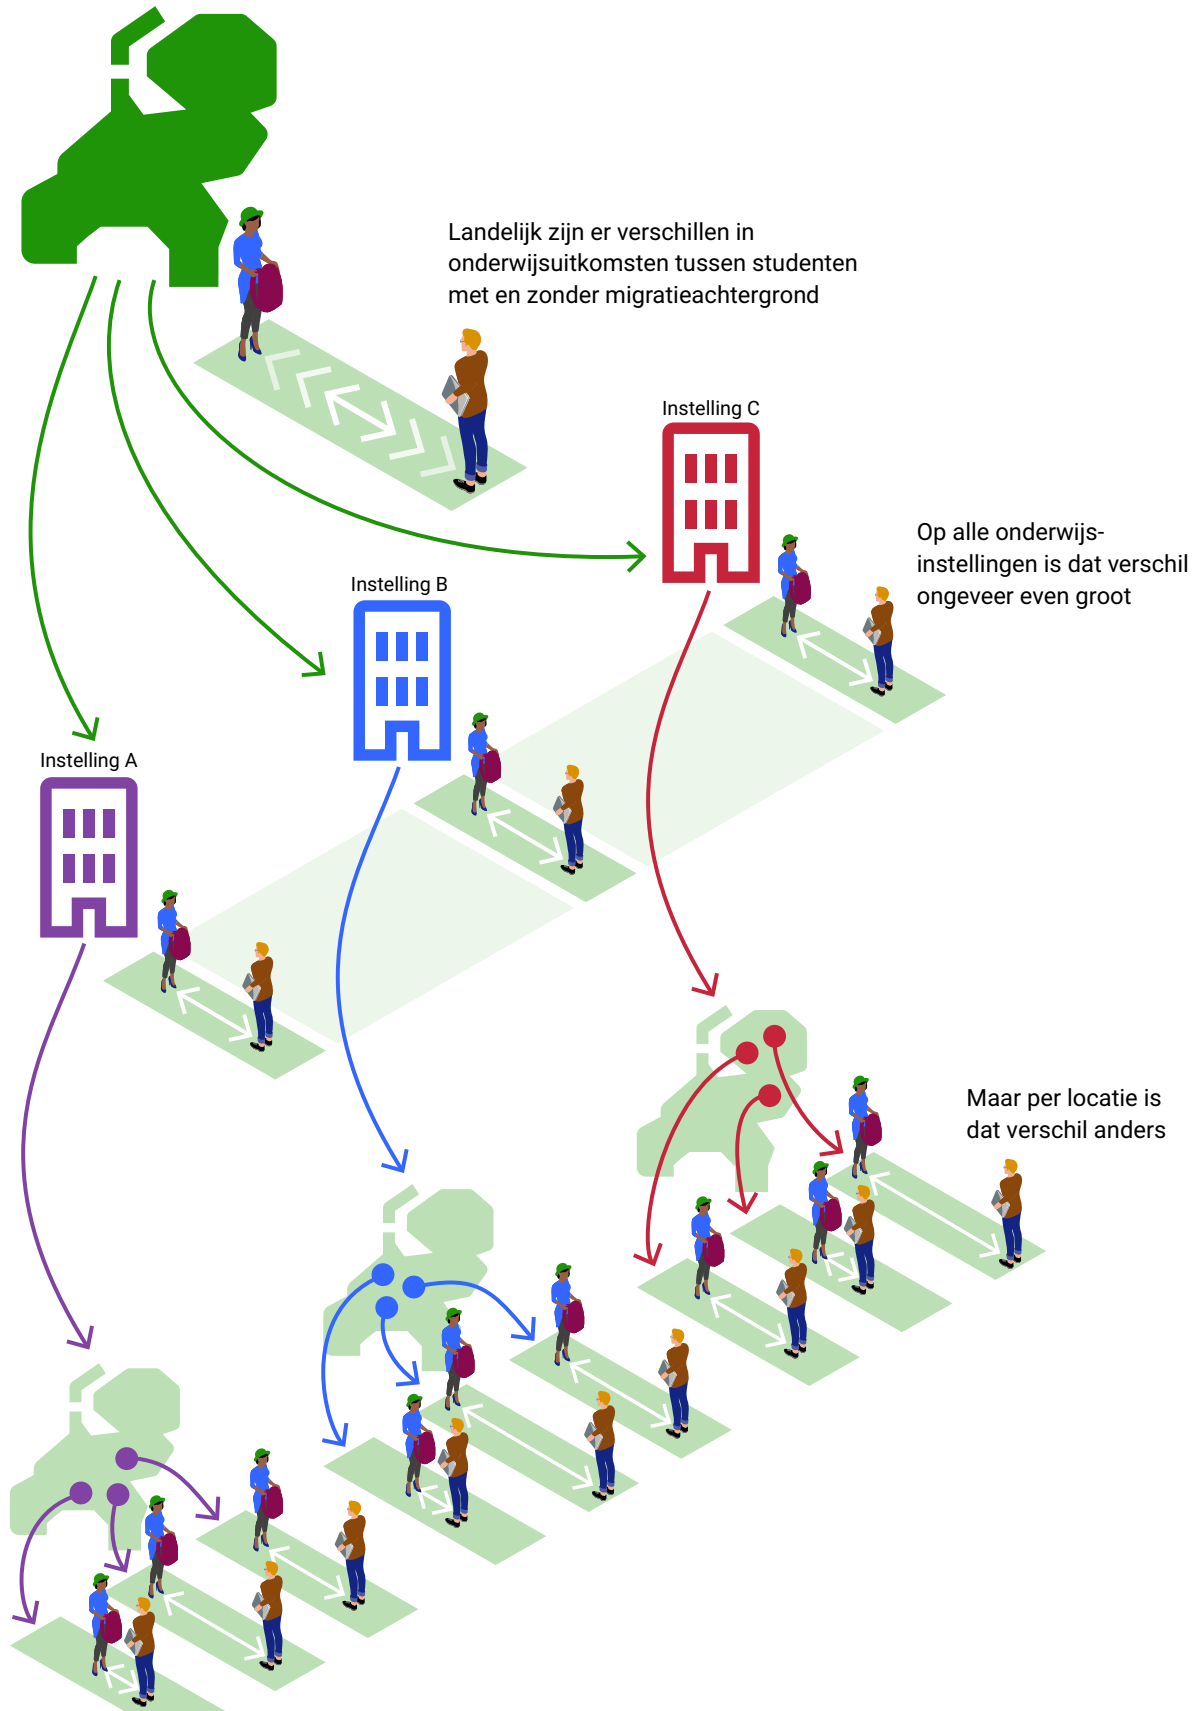 Landelijk zijn er verschillen in
onderwijsuitkomsten tussen studenten
met en zonder migratieachtergrond
Instelling C
Op alle onderwijs-
instellingen is dat verschil
ongeveer even groot
Instelling B
Instelling A
Maar per locatie is
dat verschil anders